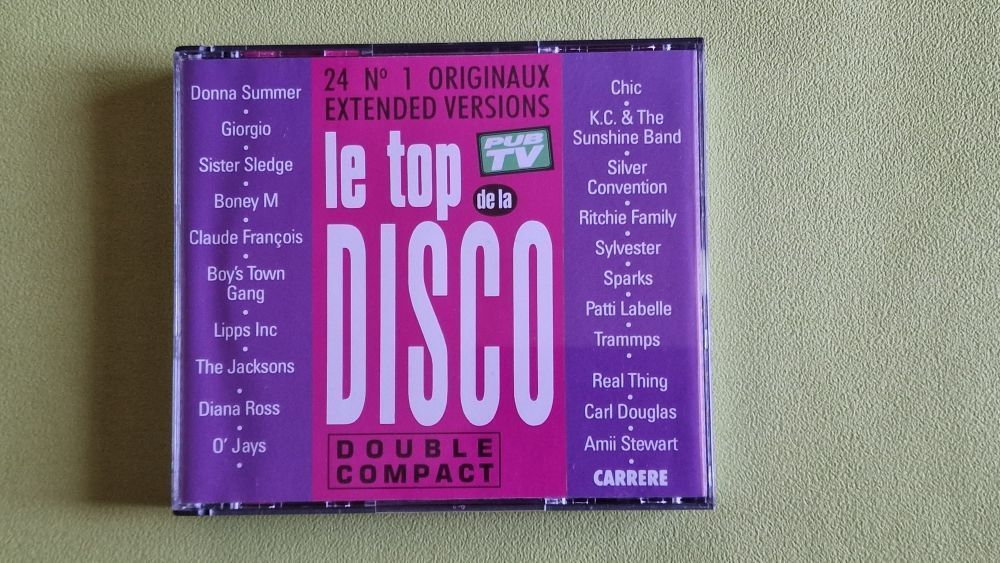 Donna Summer
Giorgio
Sister Sledge
Boney M
Claude François
Boy's Town
Gang
Lipps Inc
The Jacksons
Diana Ross
O' Jays
24 Nº 1 ORIGINAUX
EXTENDED VERSIONS
le top
PUB
TV
de la
DISCO
DOUBLE
COMPACT
Chic
K.C. & The
Sunshine Band
Silver
Convention
Ritchie Family
Sylvester
Sparks
Patti Labelle
Trammps
Real Thing
Carl Douglas
Amii Stewart
CARRERE